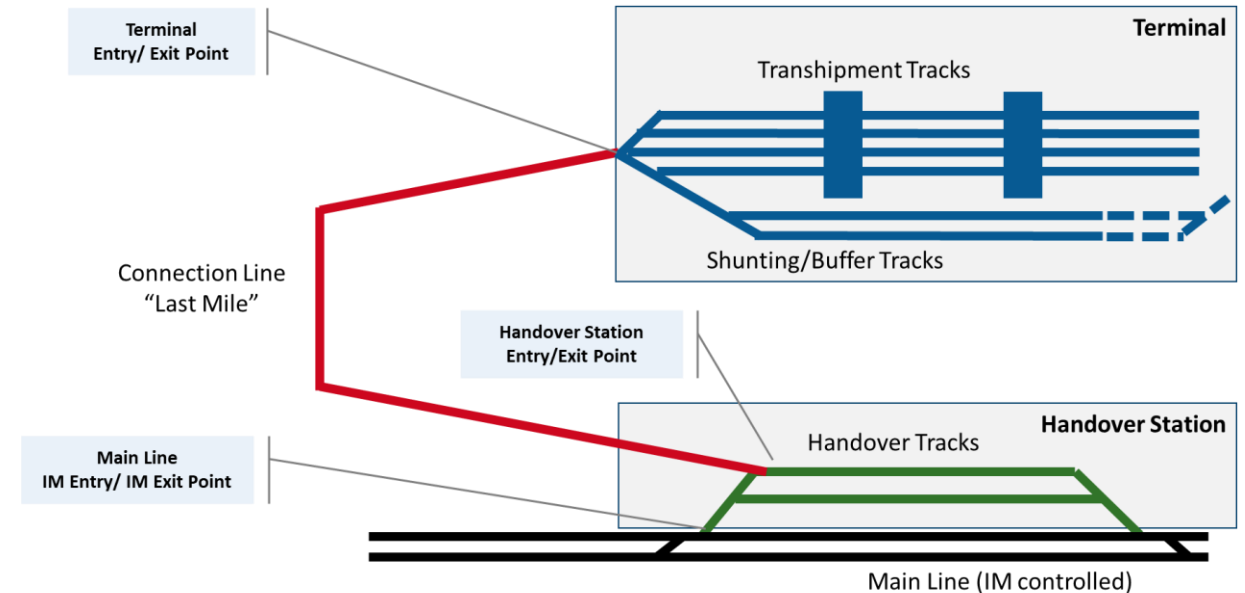 Terminal
Entry/ Exit Point
Terminal
Transhipment Tracks
Shunting/Buffer Tracks
Connection Line
“Last Mile”
Handover Station
Entry/Exit Point
Handover Station
Handover Tracks
Main Line
IM Entry/ IM Exit Point
Main Line (IM controlled)